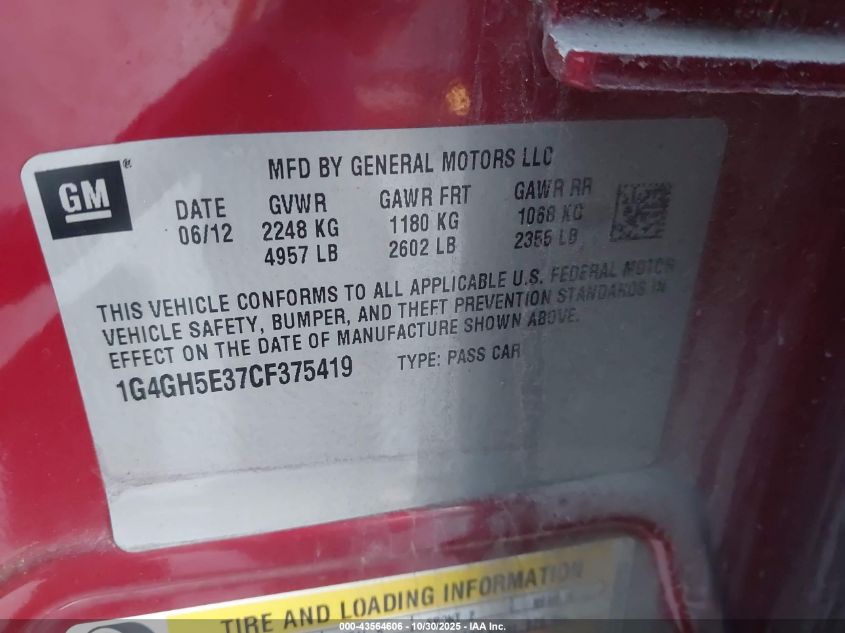 GM
®
MFD BY GENERAL MOTORS LLC
DATE GVWR GAWR FRT GAWR RR
06/12 2248 KG 1180 KG 1068 KG
4957 LB 2602 LB 2355 LB
THIS VEHICLE CONFORMS TO ALL APPLICABLE U.S. FEDERAL MOTOR
VEHICLE SAFETY, BUMPER, AND THEFT PREVENTION STANDARDS IN
EFFECT ON THE DATE OF MANUFACTURE SHOWN ABOVE.
1G4GH5E37CF375419 TYPE: PASS CAR
TIRE AND LOADING INFORMATION
000-43564606 - 10/30/2025 - IAA Inc.